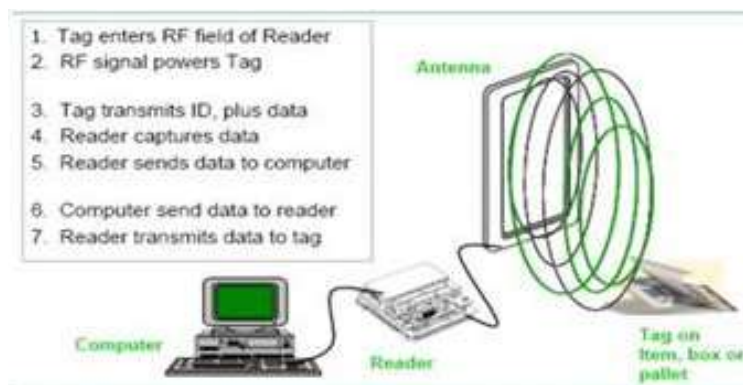 1. Tag enters RF field of Reader
2. RF signal powers Tag
3. Tag transmits ID, plus data
4. Reader captures data
5. Reader sends data to computer
6. Computer send data to reader
7. Reader transmits data to tag
Antenna
Computer
Reader
Tag on
Item, box or
pallet